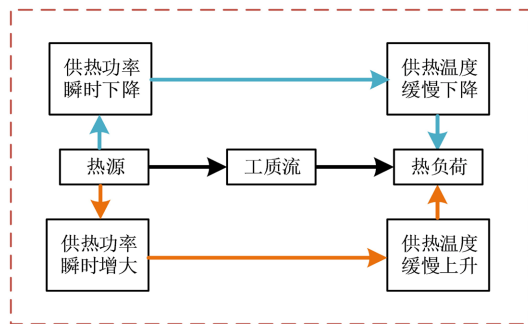 供热功率
瞬时下降
供热温度
缓慢下降
热源
工质流
热负荷
供热功率
瞬时增大
供热温度
缓慢上升